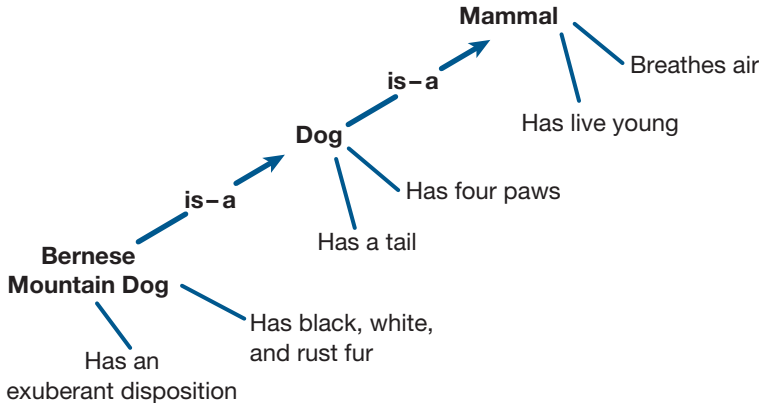 Mammal
Breathes air
is–a
Has live young
Dog
Has four paws
is–a
Has a tail
Bernese
Mountain Dog
Has black, white,
and rust fur
Has an
exuberant disposition